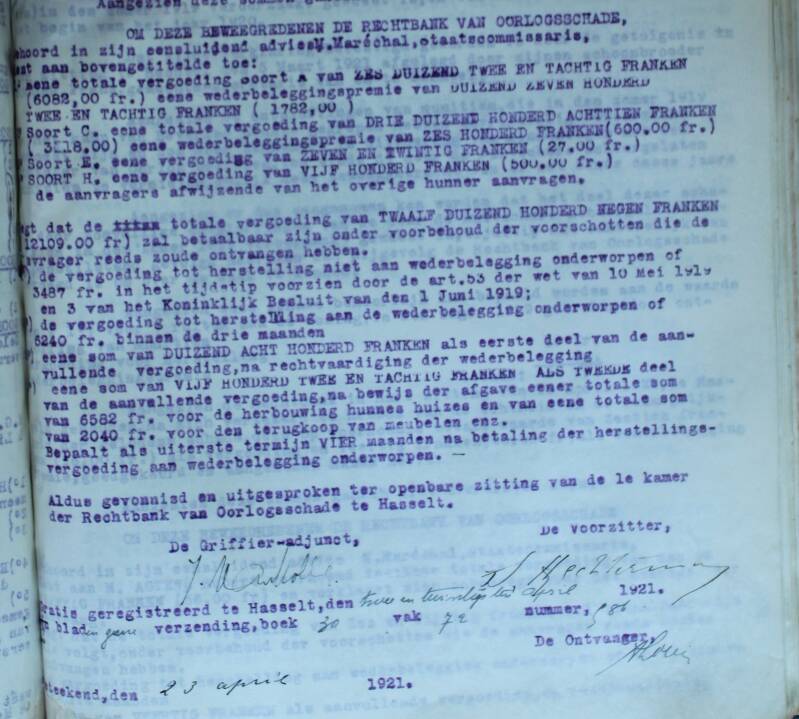 Aangezien deze sommen
OM DEZE BEWEEGREDENEN DE RECHTBANK VAN OORLOGSSCHADE,
hoord in zijn eensluidend advies M.Maréchal,staatscommissaris,
st aan bovengetitelde toe:
eene totale vergoeding soort A van ZES DUIZEND TWEE EN TACHTIG FRANKEN
(6082,00 fr.) eene wederbeleggingspremie van DUIZEND ZEVEN HONDERD
TWEE EN TACHTIG FRANKEN ( 1782,00 )
Soort C. eene totale vergoeding van DRIE DUIZEND HONDERD ACHTTIEN FRANKEN
( 3118.00) eene wederbeleggingspremie van ZES HONDERD FRANKEN(600.00 fr.)
Soort E. eene vergoeding van ZEVEN EN TWINTIG FRANKEN (27.00 fr.)
SOORT H. eene vergoeding van VIJF HONDERD FRANKEN (500.00 fr.)
de aanvragers afwijzende van het overige hunner aanvragen.
gt dat de totale vergoeding van TWAALF DUIZEND HONDERD NEGEN FRANKEN
12109.00 fr) zal betaalbaar zijn onder voorbehoud der voorschotten die de
vrager reeds zoude ontvangen hebben.
) de vergoeding tot herstelling niet aan wederbelegging onderworpen of
3487 fr. in het tijdstip voorzien door de art.53 der wet van 10 Mei 1919
en 3 van het Koninklijk Besluit van den 1 Juni 1919;
) de vergoeding tot herstelling aan de wederbelegging onderworpen of
6240 fr. binnen de drie maanden
) eene som van DUIZEND ACHT HONDERD FRANKEN als eerste deel van de aan-
vullende vergoeding,na rechtvaardiging der wederbelegging
) eene som van VIJF HONDERD TWEE EN TACHTIG FRANKEN ALS TWEEDE deel
van de aanvullende vergoeding,na bewijs der afgave eener totale som
van 6582 fr. voor de herbouwing hunnes huizes en van eene totale som
van 2040 fr. voor den terugkoop van meubelen enz.
Bepaalt als uiterste termijn VIER maanden na betaling der herstellings-
vergoeding aan wederbelegging onderworpen. —
Aldus gevonnisd en uitgesproken ter openbare zitting van de 1e kamer
der Rechtbank van Oorlogsschade te Hasselt.
De Griffier-adjunct, De voorzitter,
ratis geregistreerd te Hasselt,den twee en twintigsten april 1921.
blad en geene verzending,boek 30 vak 72 nummer, 986
De Ontvanger,
eteekend,den 23 april 1921.